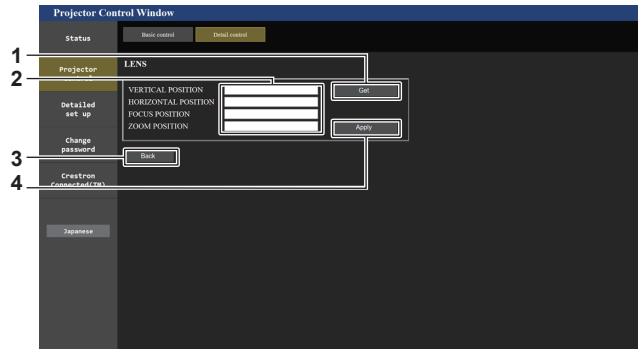 Projector Control Window
Status
Basic control
Detail control
1
Projector
LENS
2
VERTICAL POSITION
Get
HORIZONTAL POSITION
Detailed
set up
FOCUS POSITION
ZOOM POSITION
Apply
Change
password
3
Back
Crestron
4
Connected(TM)
Japanese